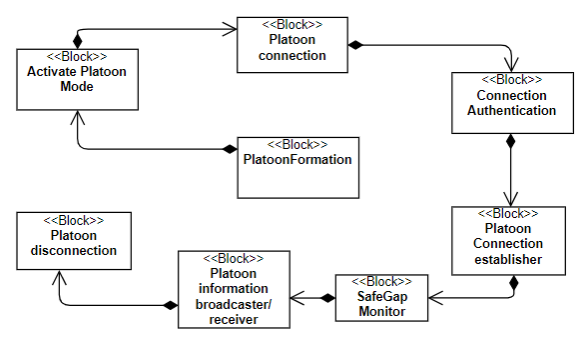 <<Block>>
Platoon
connection
<<Block>>
Activate Platoon
Mode
<<Block>>
Connection
Authentication
<<Block>>
PlatoonFormation
<<Block>>
Platoon
disconnection
<<Block>>
Platoon
Connection
establisher
<<Block>>
Platoon
information
broadcaster/
receiver
<<Block>>
SafeGap
Monitor